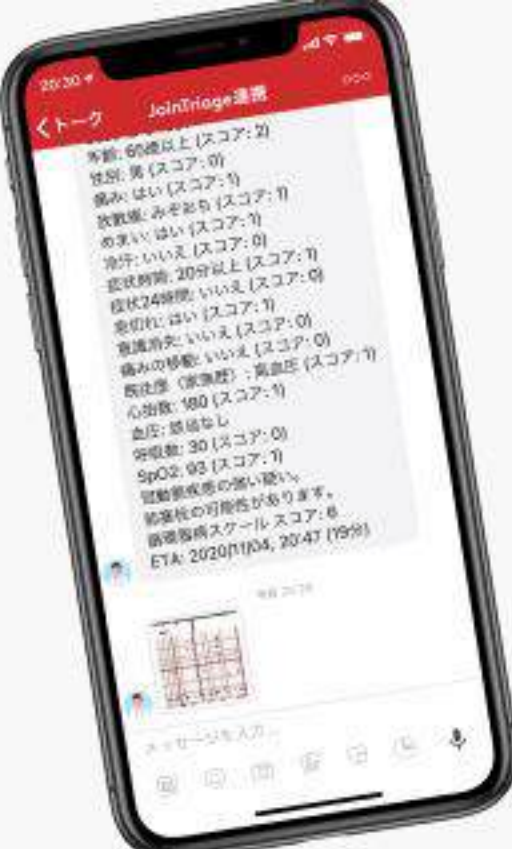 20:30
トーク
JoinTriage連携
年齢: 65歳以上 (スコア: 2)
性別: 男 (スコア: 0)
痛み: はい (スコア: 1)
放散痛: みぞおち (スコア: 1)
めまい: はい (スコア: 1)
冷汗: いいえ (スコア: 0)
症状時間: 20分以上 (スコア: 1)
症状24時間: いいえ (スコア: 0)
息切れ: はい (スコア: 1)
意識消失: いいえ (スコア: 0)
痛みの移動: いいえ (スコア: 0)
既往歴(家族歴): 高血圧 (スコア: 1)
心拍数: 180 (スコア: 1)
血圧: 該当なし
呼吸数: 30 (スコア: 0)
SpO2: 93 (スコア: 1)
冠動脈疾患の強い疑い。
肺塞栓の可能性があります。
循環器病スケール スコア: 6
ETA: 2020/11/04, 20:47 (19分)
メッセージを入力...